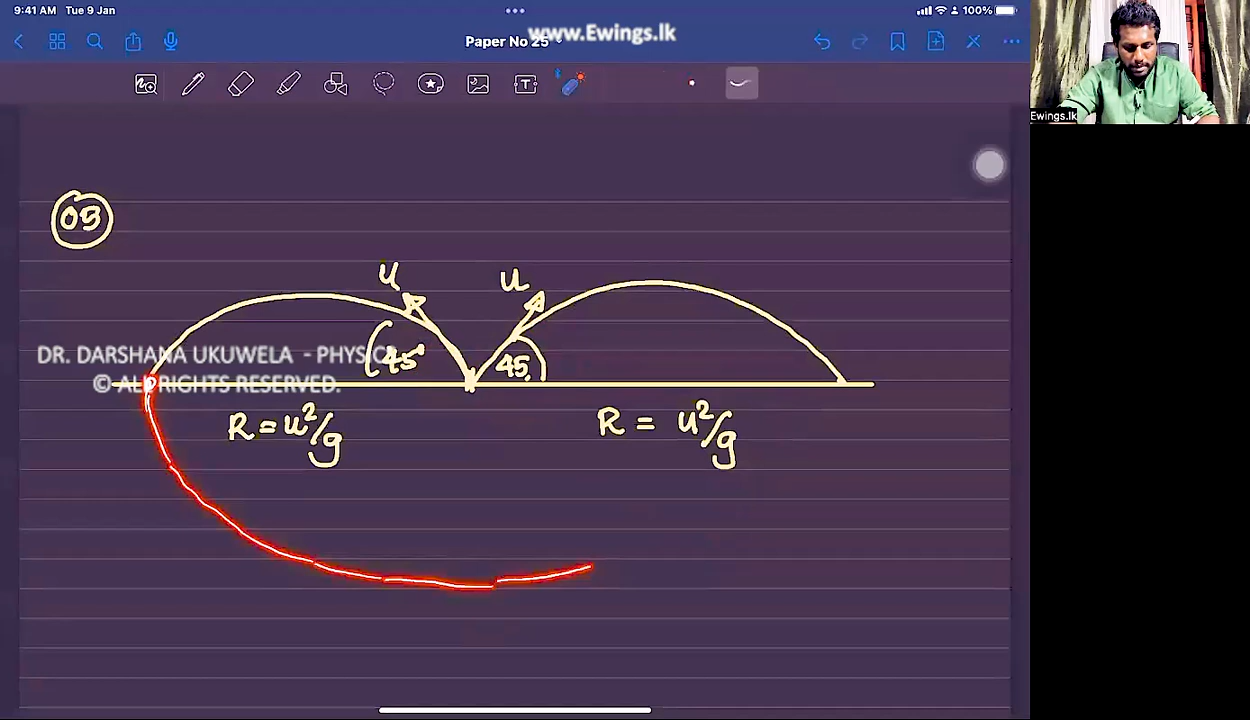 9:41 AM Tue 9 Jan
100%
www.Ewings.lk
Paper No 25
Ewings.lk
09
u
u
45°
45
DR. DARSHANA UKUWELA - PHYSICS
© ALL RIGHTS RESERVED.
R = u²/g
R = u²/g